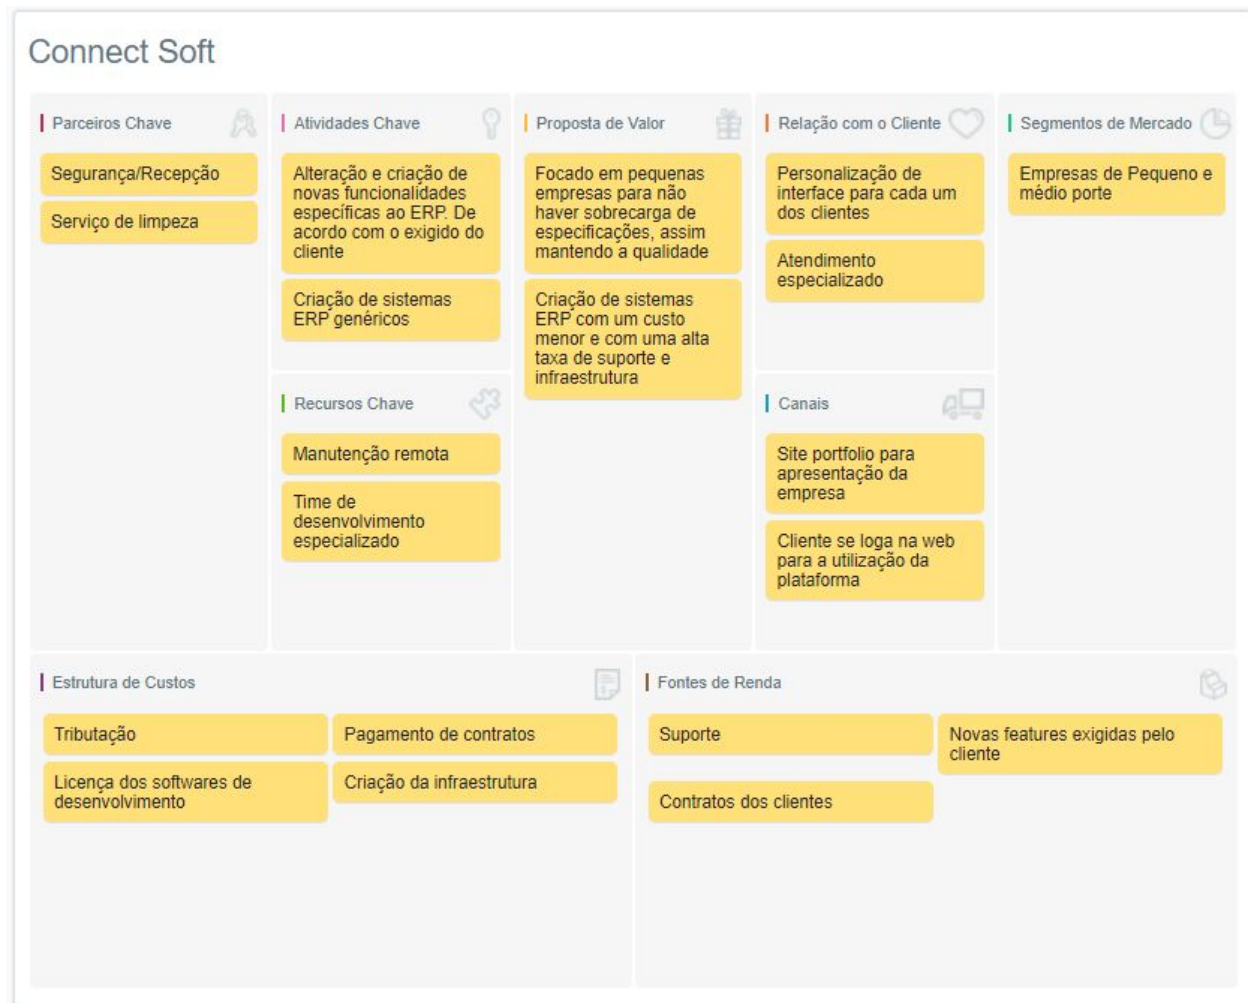 Connect Soft
Parceiros Chave
Segurança/Recepção
Serviço de limpeza
Atividades Chave
Alteração e criação de
novas funcionalidades
específicas ao ERP. De
acordo com o exigido do
cliente
Criação de sistemas
ERP genéricos
Recursos Chave
Manutenção remota
Time de
desenvolvimento
especializado
Proposta de Valor
Focado em pequenas
empresas para não
haver sobrecarga de
especificações, assim
mantendo a qualidade
Criação de sistemas
ERP com um custo
menor e com uma alta
taxa de suporte e
infraestrutura
Relação com o Cliente
Personalização de
interface para cada um
dos clientes
Atendimento
especializado
Canais
Site portfolio para
apresentação da
empresa
Cliente se loga na web
para a utilização da
plataforma
Segmentos de Mercado
Empresas de Pequeno e
médio porte
Estrutura de Custos
Tributação
Pagamento de contratos
Licença dos softwares de
desenvolvimento
Criação da infraestrutura
Fontes de Renda
Suporte
Novas features exigidas pelo
cliente
Contratos dos clientes